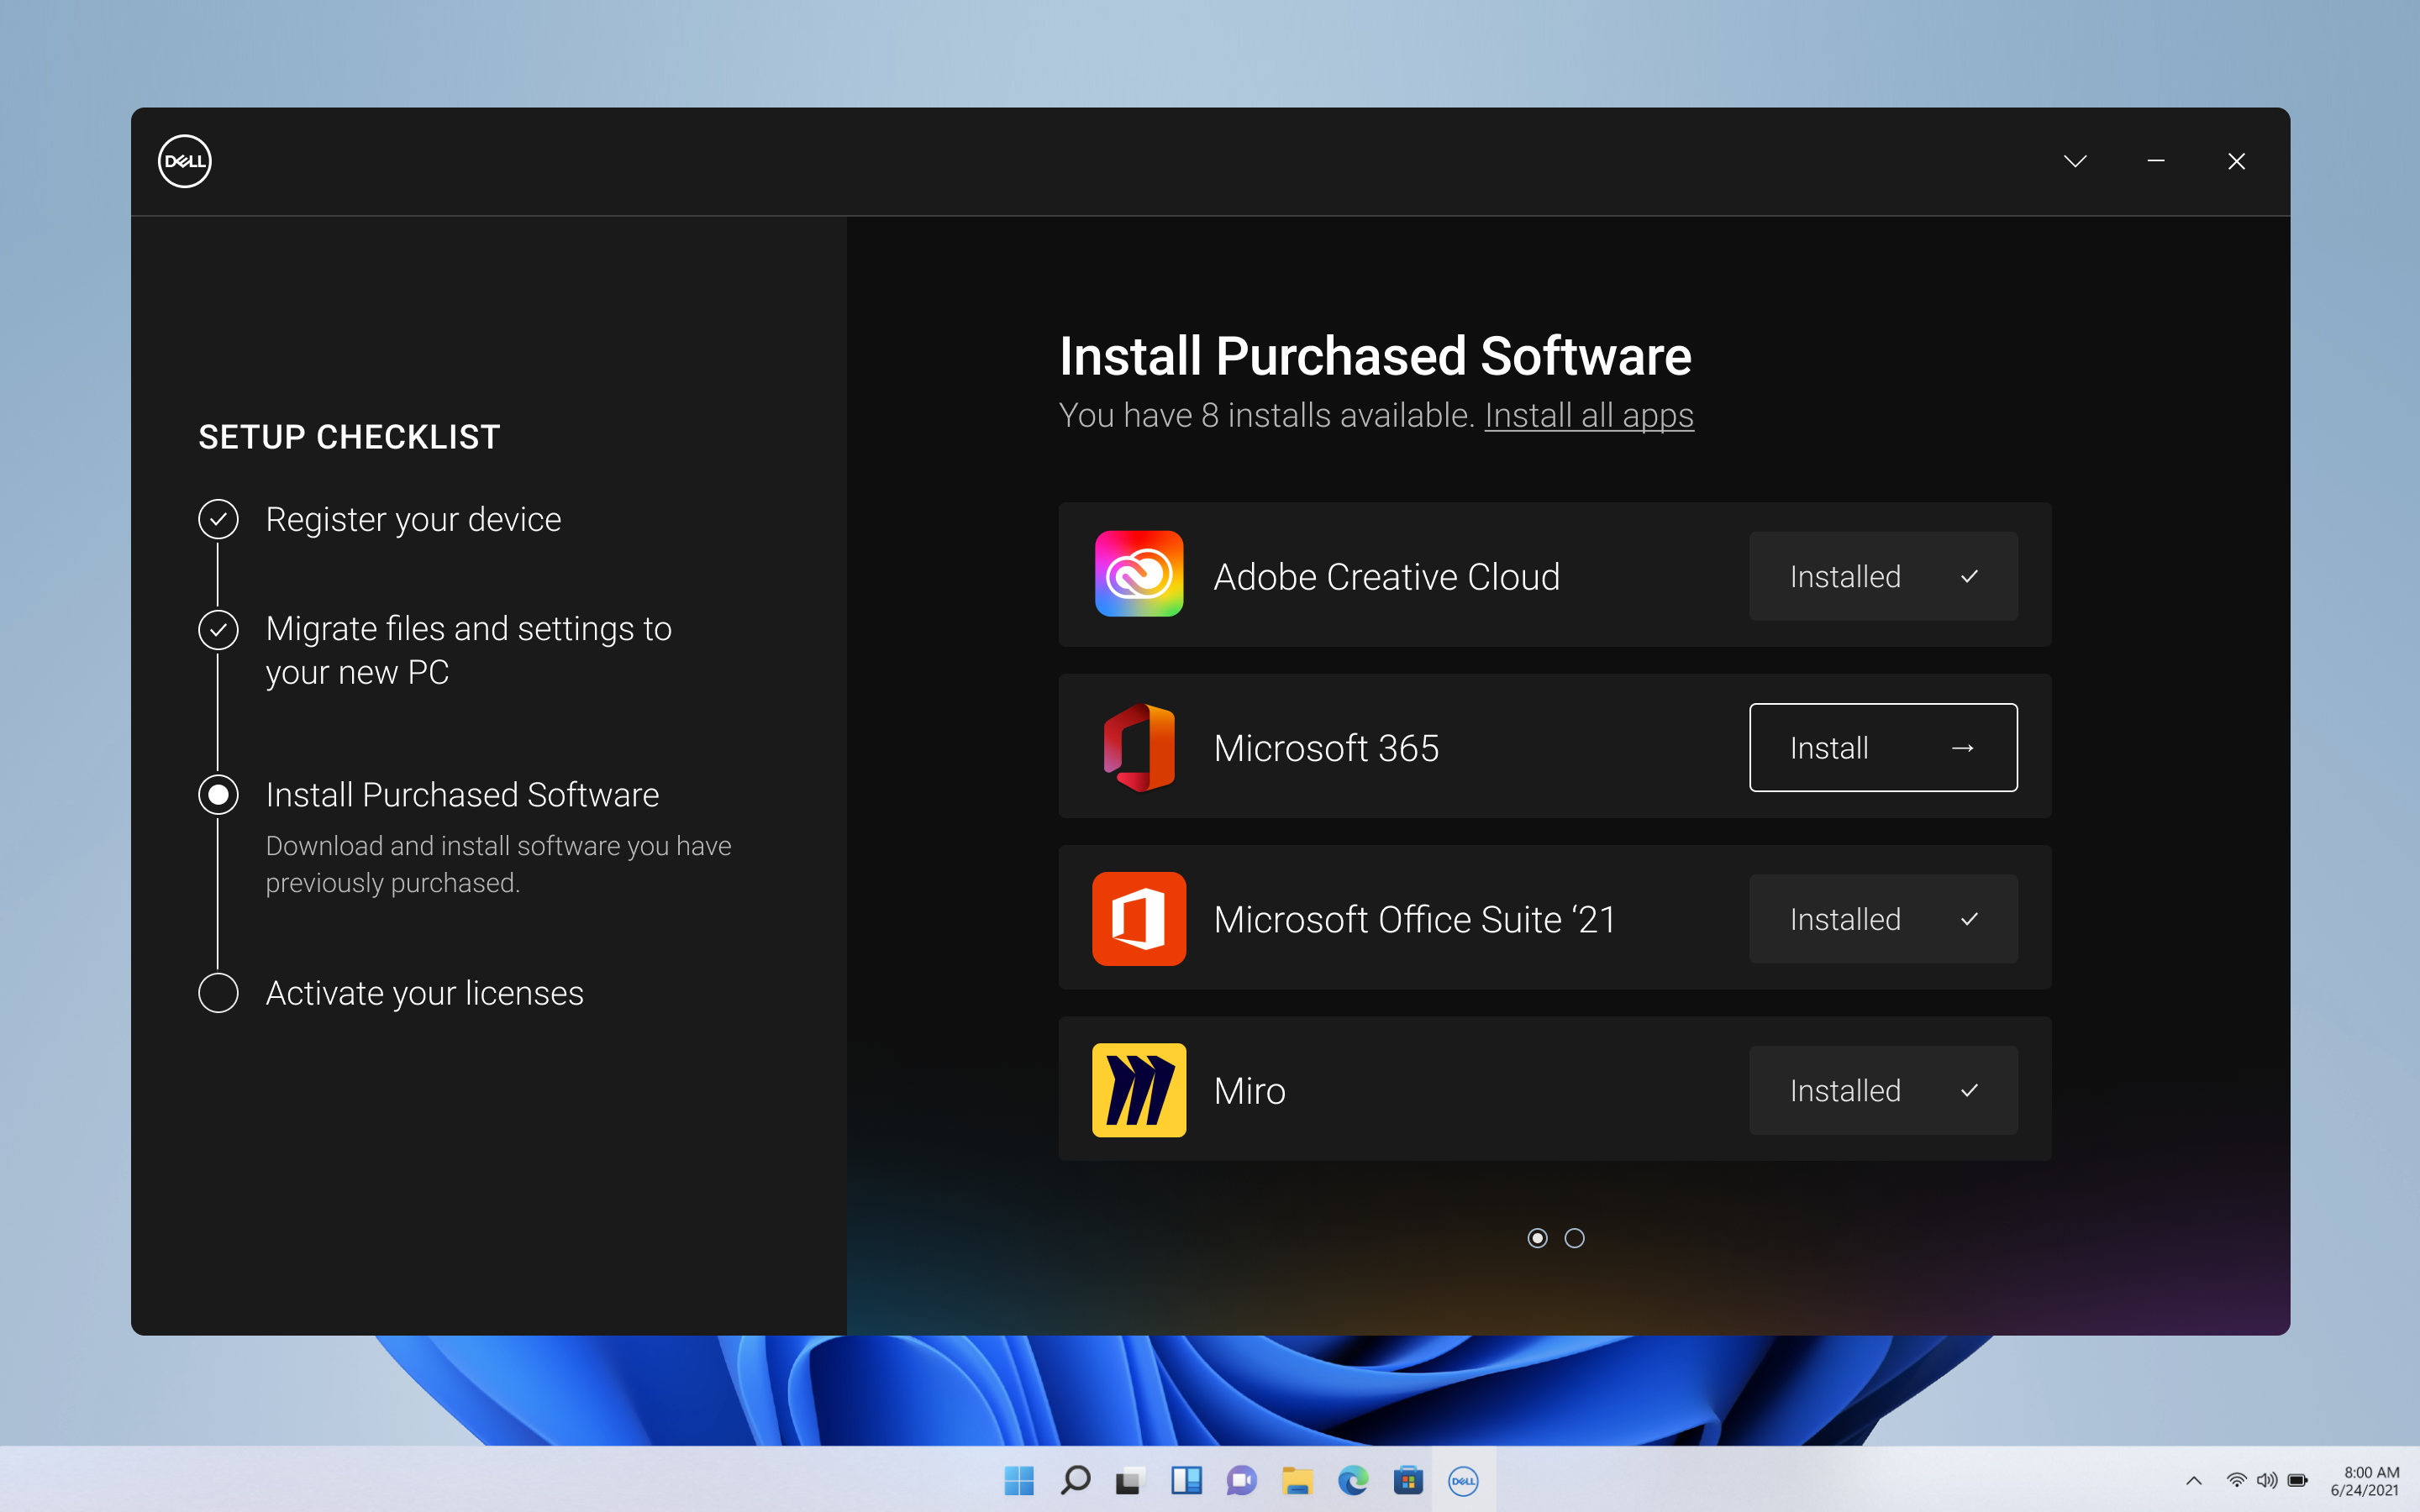 DELL
SETUP CHECKLIST
Register your device
Migrate files and settings to
your new PC
Install Purchased Software
Download and install software you have
previously purchased.
Activate your licenses
Install Purchased Software
You have 8 installs available. Install all apps
Adobe Creative Cloud
Installed
Microsoft 365
Install →
Microsoft Office Suite ‘21
Installed
Miro
Installed
DELL
8:00 AM
6/24/2021